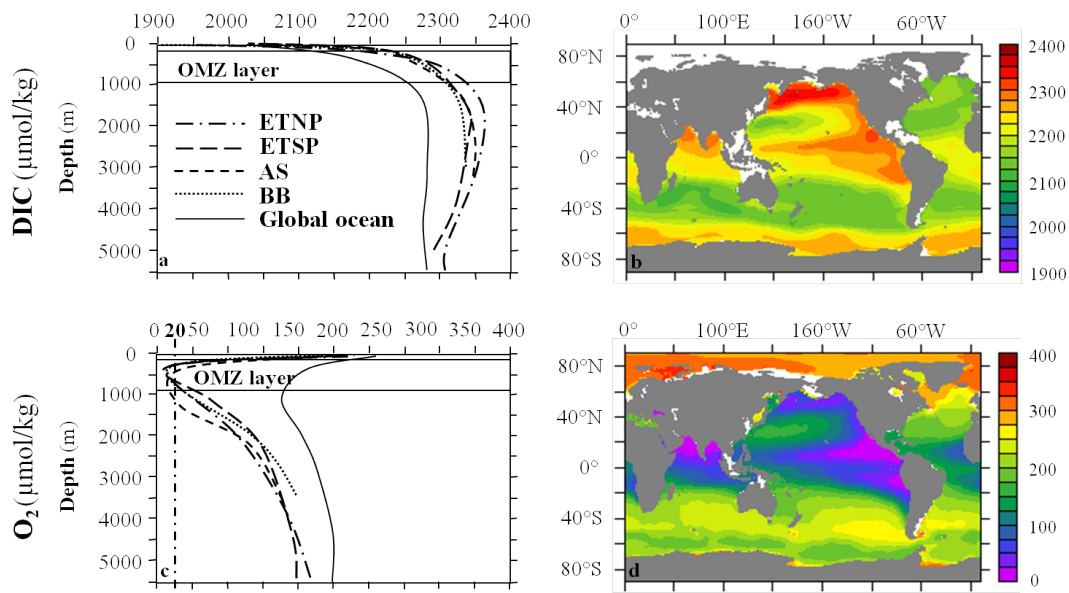 1900 2000 2100 2200 2300 2400
0
1000
2000
3000
4000
5000
DIC (µmol/kg)
Depth (m)
OMZ layer
ETNP
ETSP
AS
BB
Global ocean
a
0° 100°E 160°W 60°W
80°N
40°N
0°
40°S
80°S
b
2400
2300
2200
2100
2000
1900
0 20 50 100 150 200 250 300 350 400
0
1000
2000
3000
4000
5000
O₂ (µmol/kg)
Depth (m)
OMZ layer
c
0° 100°E 160°W 60°W
80°N
40°N
0°
40°S
80°S
d
400
300
200
100
0